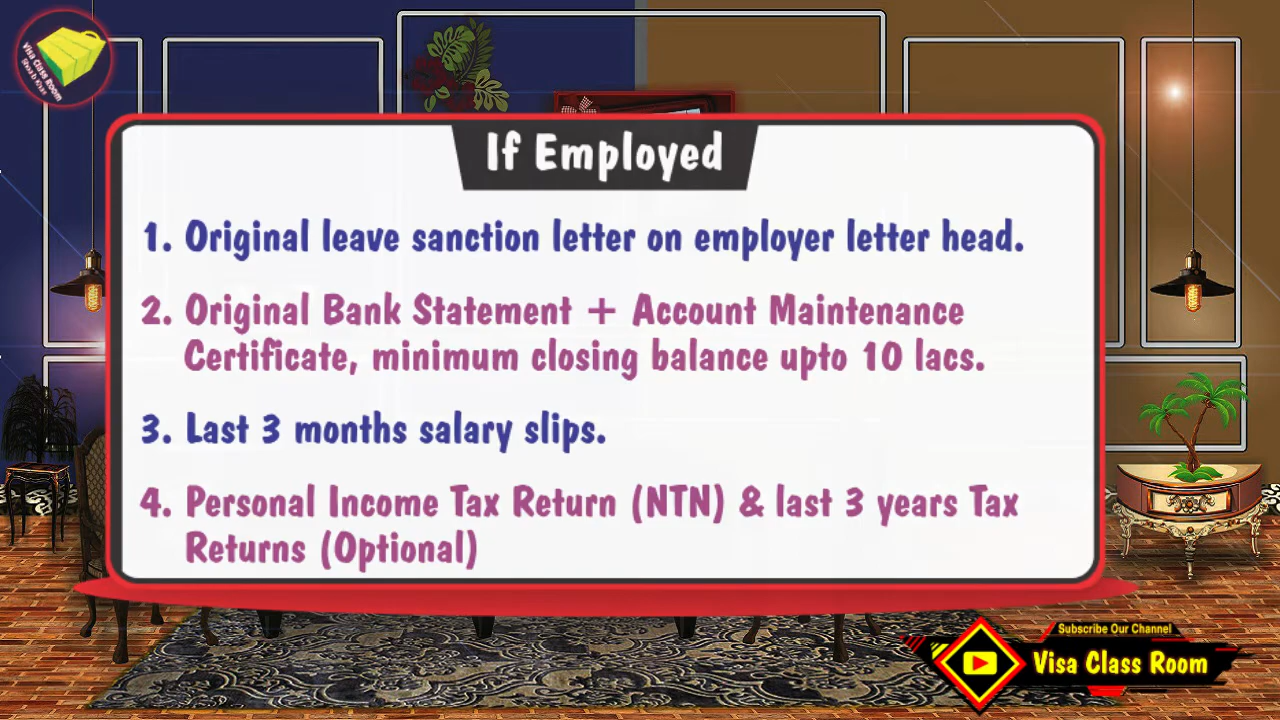 Visa Class Room
Shoaib Khan
If Employed
1. Original leave sanction letter on employer letter head.
2. Original Bank Statement + Account Maintenance
Certificate, minimum closing balance upto 10 lacs.
3. Last 3 months salary slips.
4. Personal Income Tax Return (NTN) & last 3 years Tax
Returns (Optional)
Subscribe Our Channel
Visa Class Room